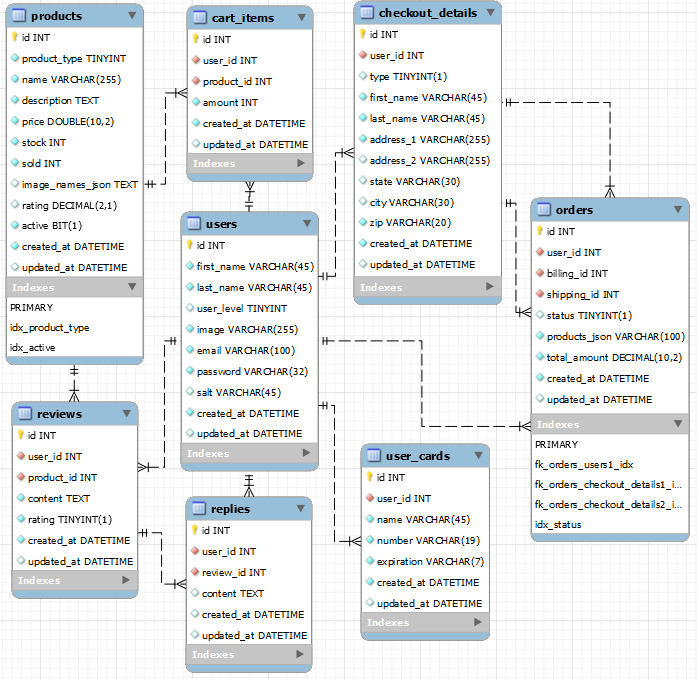 products
id INT
product_type TINYINT
name VARCHAR(255)
description TEXT
price DOUBLE(10,2)
stock INT
sold INT
image_names_json TEXT
rating DECIMAL(2,1)
active BIT(1)
created_at DATETIME
updated_at DATETIME
Indexes
PRIMARY
idx_product_type
idx_active
cart_items
id INT
user_id INT
product_id INT
amount INT
created_at DATETIME
updated_at DATETIME
Indexes
checkout_details
id INT
user_id INT
type TINYINT(1)
first_name VARCHAR(45)
last_name VARCHAR(45)
address_1 VARCHAR(255)
address_2 VARCHAR(255)
state VARCHAR(30)
city VARCHAR(30)
zip VARCHAR(20)
created_at DATETIME
updated_at DATETIME
Indexes
users
id INT
first_name VARCHAR(45)
last_name VARCHAR(45)
user_level TINYINT
image VARCHAR(255)
email VARCHAR(100)
password VARCHAR(32)
salt VARCHAR(45)
created_at DATETIME
updated_at DATETIME
Indexes
orders
id INT
user_id INT
billing_id INT
shipping_id INT
status TINYINT(1)
products_json VARCHAR(100)
total_amount DECIMAL(10,2)
created_at DATETIME
updated_at DATETIME
Indexes
PRIMARY
fk_orders_users1_idx
fk_orders_checkout_details1_i...
fk_orders_checkout_details2_i...
idx_status
reviews
id INT
user_id INT
product_id INT
content TEXT
rating TINYINT(1)
created_at DATETIME
updated_at DATETIME
Indexes
replies
id INT
user_id INT
review_id INT
content TEXT
created_at DATETIME
updated_at DATETIME
Indexes
user_cards
id INT
user_id INT
name VARCHAR(45)
number VARCHAR(19)
expiration VARCHAR(7)
created_at DATETIME
updated_at DATETIME
Indexes